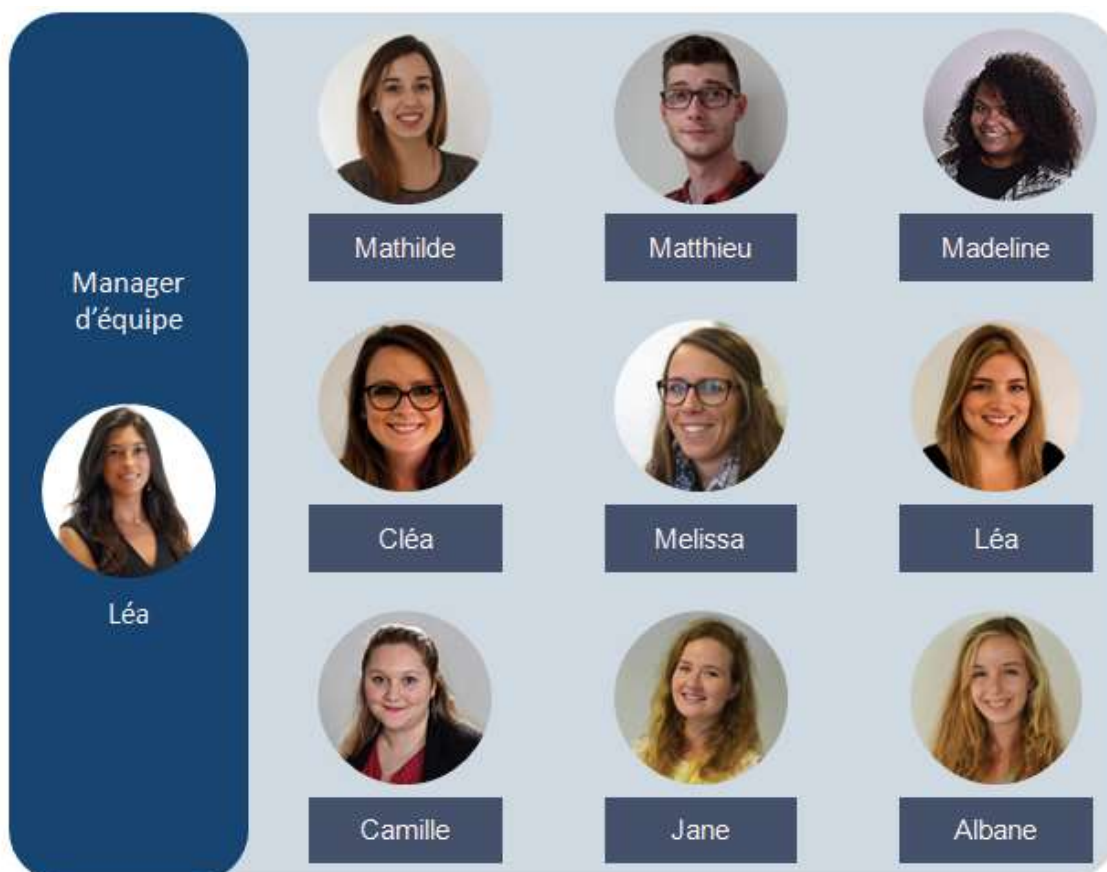 Manager
d'équipe
Léa
Mathilde
Matthieu
Madeline
Cléa
Melissa
Léa
Camille
Jane
Albane